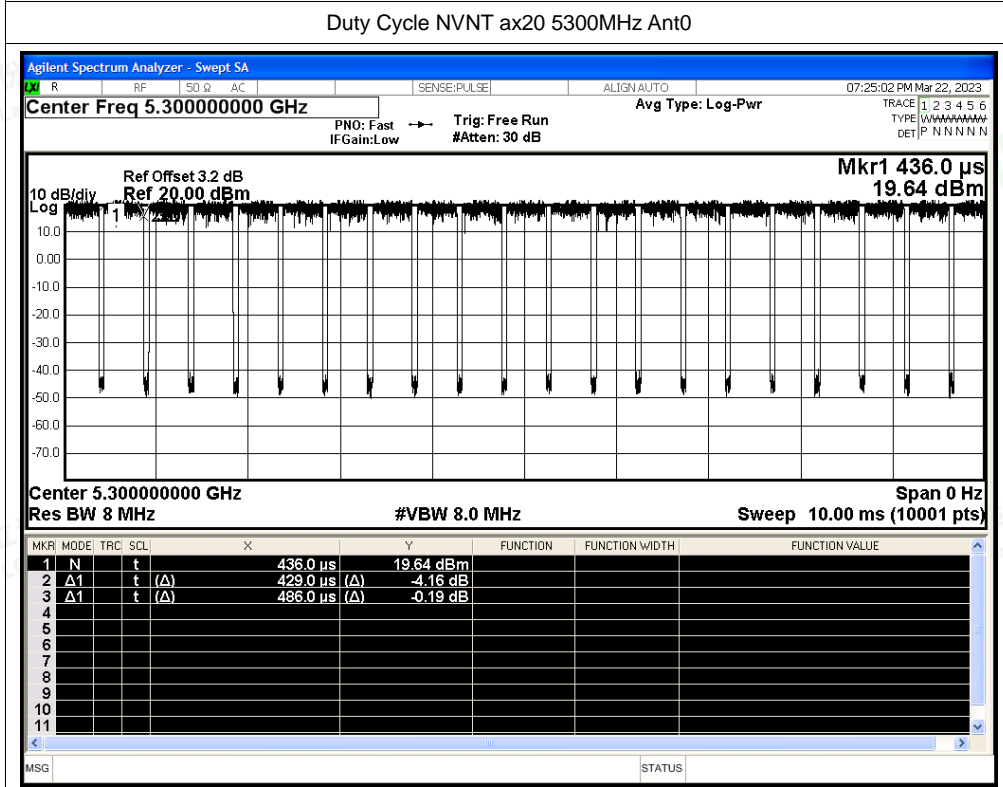 Duty Cycle NVNT ax20 5300MHz Ant0
Agilent Spectrum Analyzer - Swept SA
LXI R RF 50 Ω AC SENSE:PULSE ALIGN AUTO 07:25:02 PM Mar 22, 2023
Center Freq 5.300000000 GHz Avg Type: Log-Pwr TRACE 1 2 3 4 5 6
PNO: Fast Trig: Free Run TYPE W
IFGain:Low #Atten: 30 dB DET P N N N N N
Mkr1 436.0 µs
Ref Offset 3.2 dB
10 dB/div Ref 20.00 dBm 19.64 dBm
Log
1
10.0
0.00
-10.0
-20.0
-30.0
-40.0
-50.0
-60.0
-70.0
Center 5.300000000 GHz Span 0 Hz
Res BW 8 MHz #VBW 8.0 MHz Sweep 10.00 ms (10001 pts)
MKR MODE TRC SCL X Y FUNCTION FUNCTION WIDTH FUNCTION VALUE
1 N t 436.0 µs 19.64 dBm
2 Δ1 t (Δ) 429.0 µs (Δ) -4.16 dB
3 Δ1 t (Δ) 486.0 µs (Δ) -0.19 dB
4
5
6
7
8
9
10
11
MSG STATUS